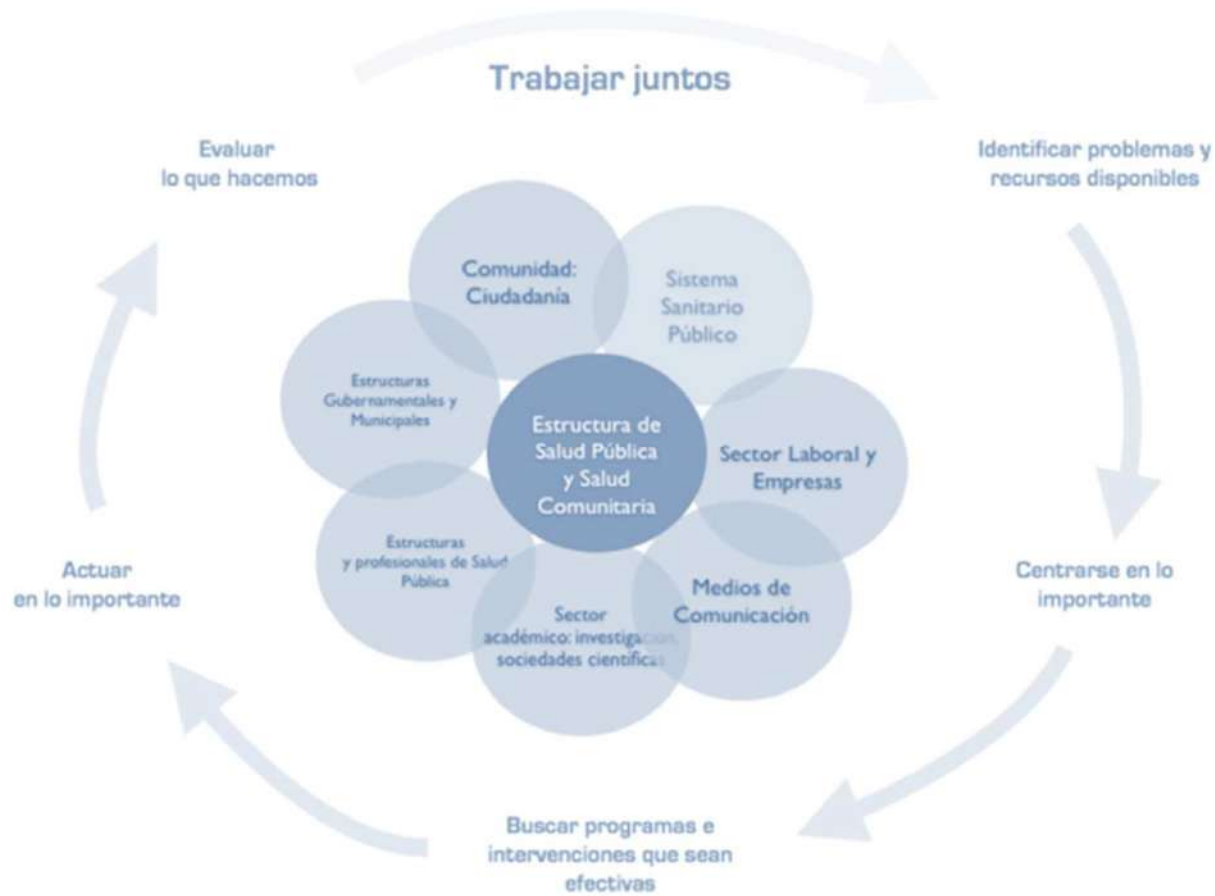 Trabajar juntos
Evaluar
lo que hacemos
Identificar problemas y
recursos disponibles
Comunidad:
Ciudadanía
Sistema
Sanitario
Público
Estructuras
Gubernamentales y
Municipales
Estructura de
Salud Pública
y Salud
Comunitaria
Sector Laboral y
Empresas
Estructuras
y profesionales de Salud
Pública
Medios de
Comunicación
Sector
académico: investigación,
sociedades científicas
Actuar
en lo importante
Centrarse en lo
importante
Buscar programas e
intervenciones que sean
efectivas